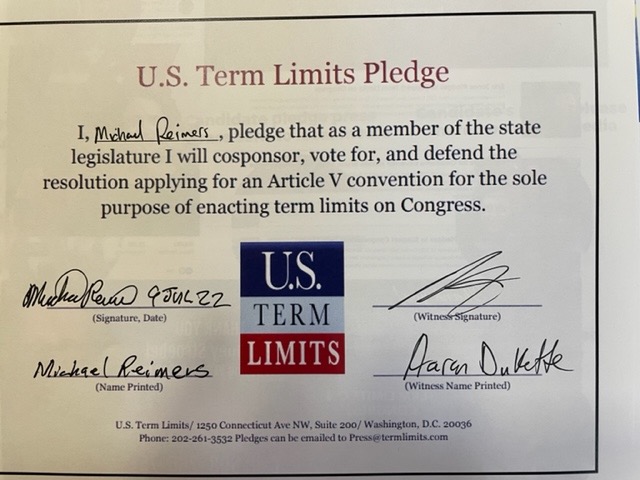 U.S. Term Limits Pledge
I, Michael Reimers, pledge that as a member of the state
legislature I will cosponsor, vote for, and defend the
resolution applying for an Article V convention for the sole
purpose of enacting term limits on Congress.
9 JUL 22
(Signature, Date)
Michael Reimers
(Name Printed)
U.S.
TERM
LIMITS
(Witness Signature)
Aaron DuKette
(Witness Name Printed)
U.S. Term Limits/ 1250 Connecticut Ave NW, Suite 200/ Washington, D.C. 20036
Phone: 202-261-3532 Pledges can be emailed to Press@termlimits.com